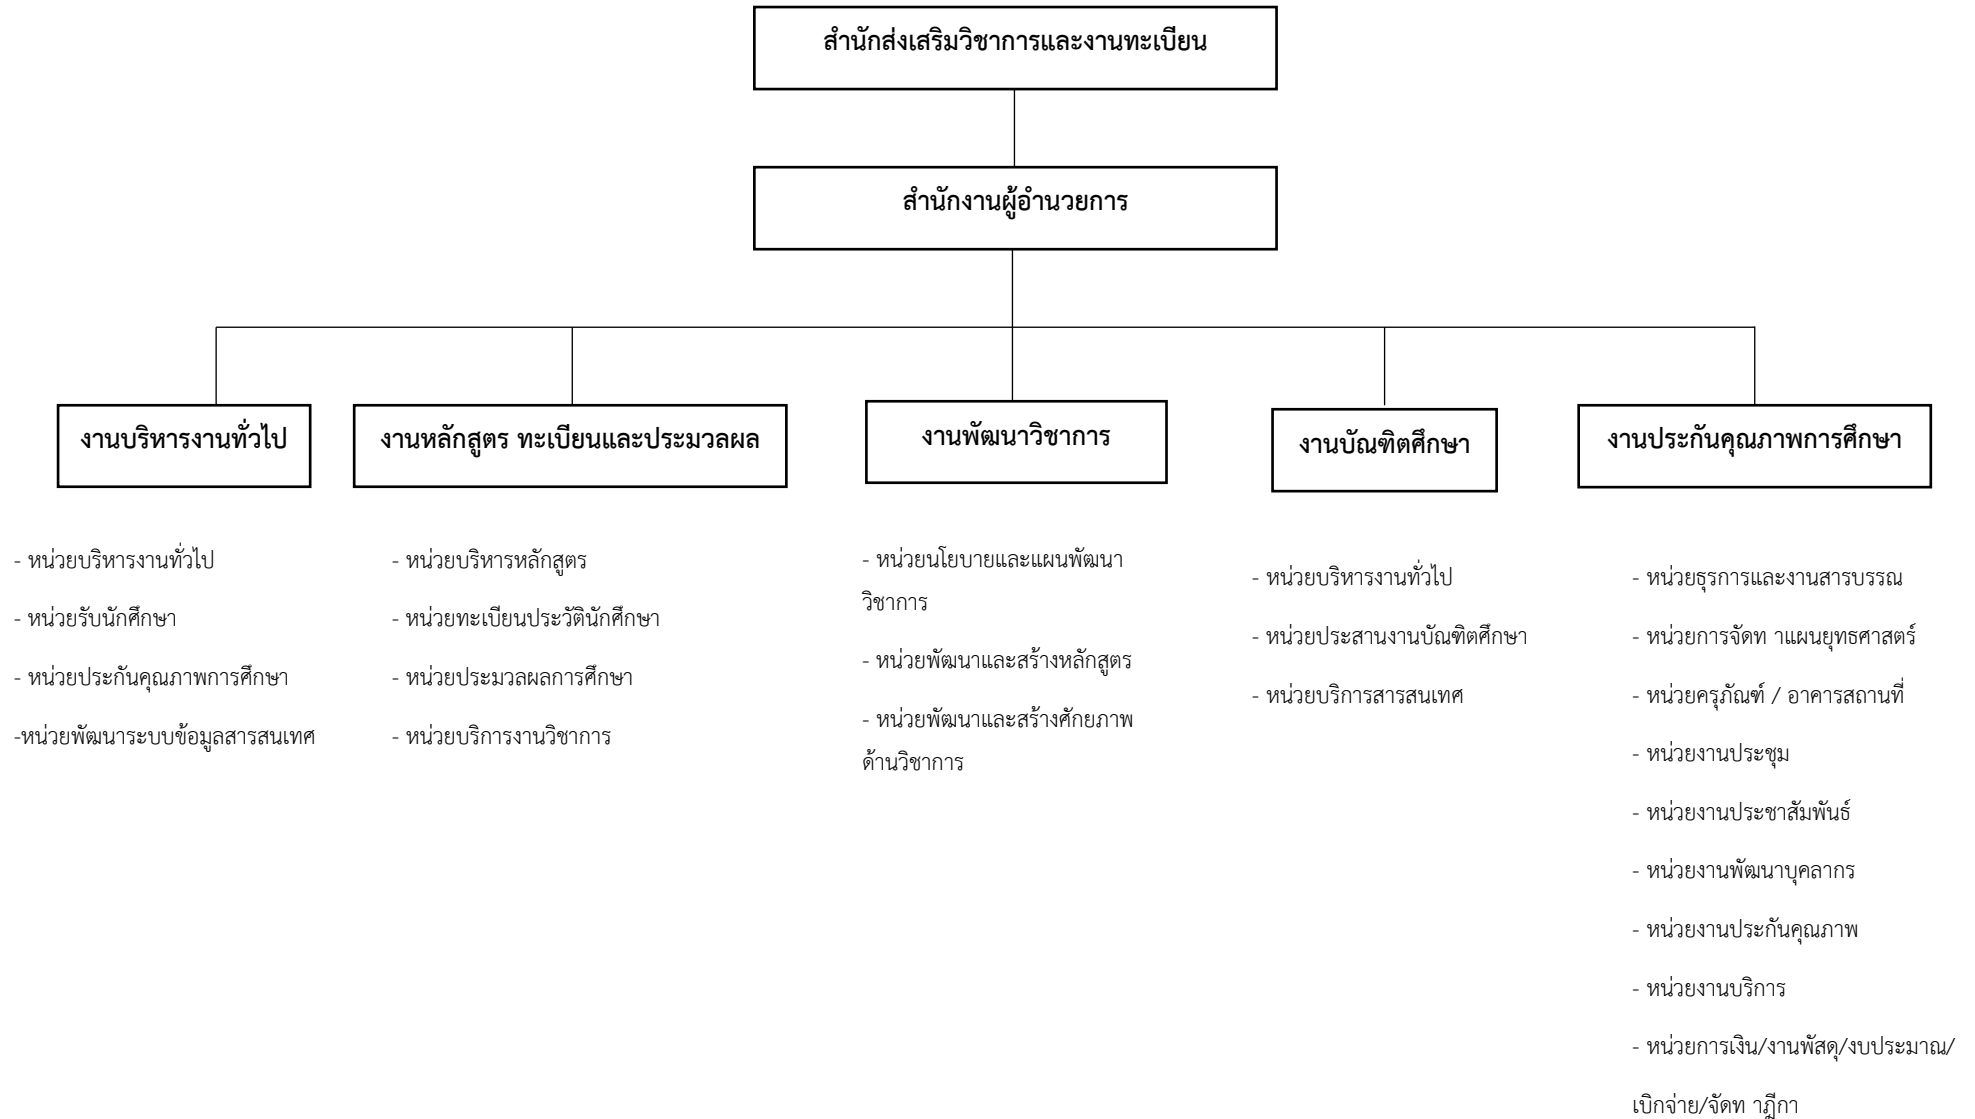 สำนักส่งเสริมวิชาการและงานทะเบียน
สำนักงานผู้อำนวยการ
งานบริหารงานทั่วไป
- หน่วยบริหารงานทั่วไป
- หน่วยรับนักศึกษา
- หน่วยประกันคุณภาพการศึกษา
-หน่วยพัฒนาระบบข้อมูลสารสนเทศ
งานหลักสูตร ทะเบียนและประมวลผล
- หน่วยบริหารหลักสูตร
- หน่วยทะเบียนประวัตินักศึกษา
- หน่วยประมวลผลการศึกษา
- หน่วยบริการงานวิชาการ
งานพัฒนาวิชาการ
- หน่วยนโยบายและแผนพัฒนา
วิชาการ
- หน่วยพัฒนาและสร้างหลักสูตร
- หน่วยพัฒนาและสร้างศักยภาพ
ด้านวิชาการ
งานบัณฑิตศึกษา
- หน่วยบริหารงานทั่วไป
- หน่วยประสานงานบัณฑิตศึกษา
- หน่วยบริการสารสนเทศ
งานประกันคุณภาพการศึกษา
- หน่วยธุรการและงานสารบรรณ
- หน่วยการจัดท าแผนยุทธศาสตร์
- หน่วยครุภัณฑ์ / อาคารสถานที่
- หน่วยงานประชุม
- หน่วยงานประชาสัมพันธ์
- หน่วยงานพัฒนาบุคลากร
- หน่วยงานประกันคุณภาพ
- หน่วยงานบริการ
- หน่วยการเงิน/งานพัสดุ/งบประมาณ/
เบิกจ่าย/จัดท าฎีกา